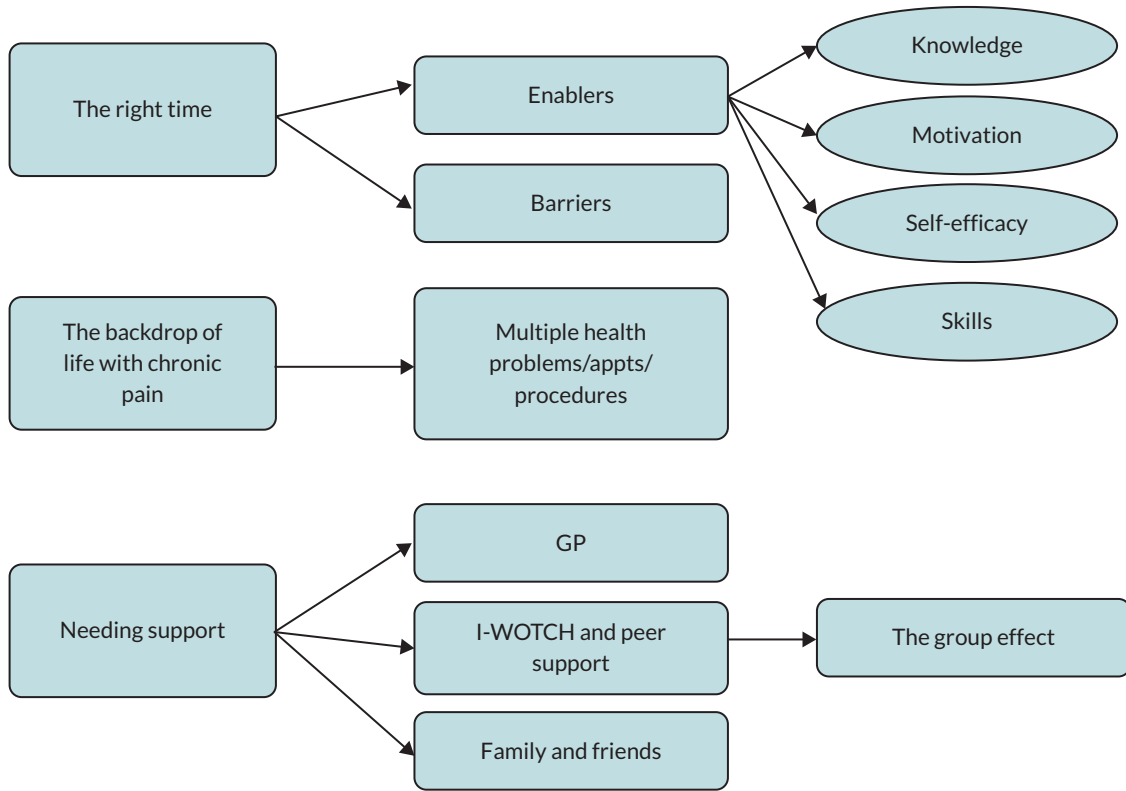 The right time
Enablers
Barriers
Knowledge
Motivation
Self-efficacy
Skills
The backdrop of
life with chronic
pain
Multiple health
problems/appts/
procedures
Needing support
GP
I-WOTCH and peer
support
Family and friends
The group effect